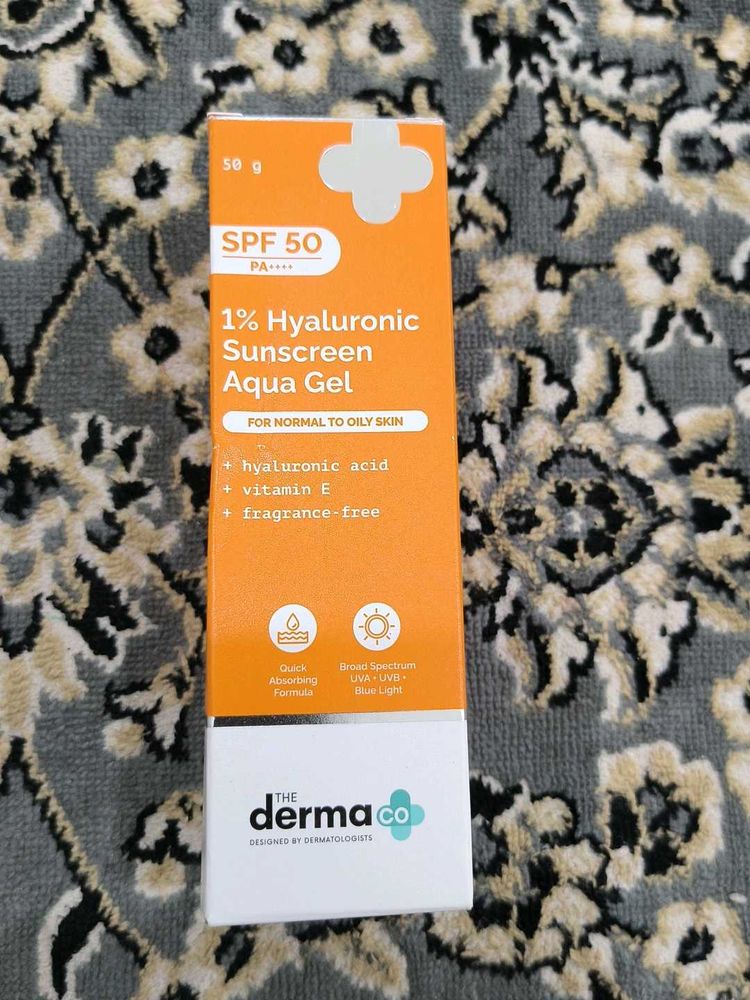 50 g
SPF 50
PA++++
1% Hyaluronic
Sunscreen
Aqua Gel
FOR NORMAL TO OILY SKIN
+ hyaluronic acid
+ vitamin E
+ fragrance-free
Quick
Absorbing
Formula
Broad Spectrum
UVA + UVB +
Blue Light
THE
derma co
DESIGNED BY DERMATOLOGISTS